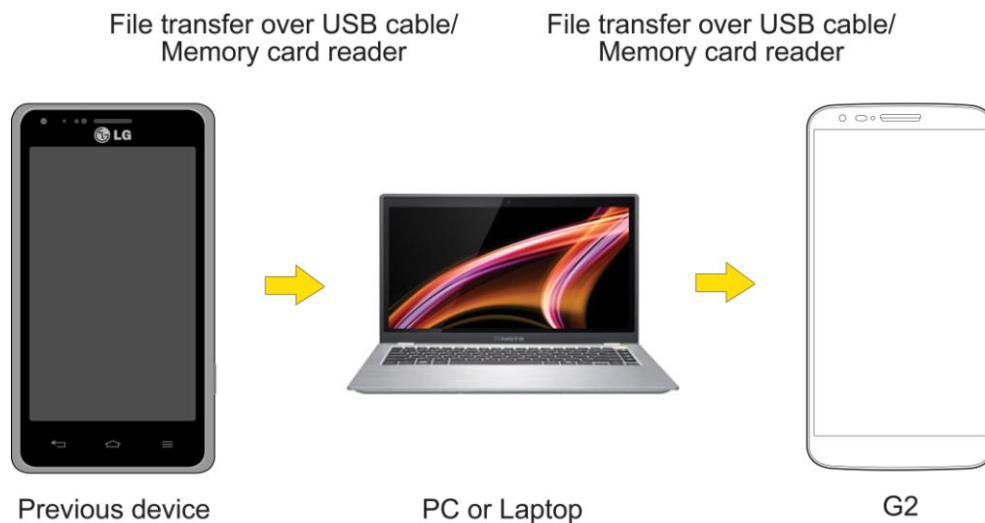 File transfer over USB cable/
Memory card reader
File transfer over USB cable/
Memory card reader
LG
XNOTE
Previous device
PC or Laptop
G2